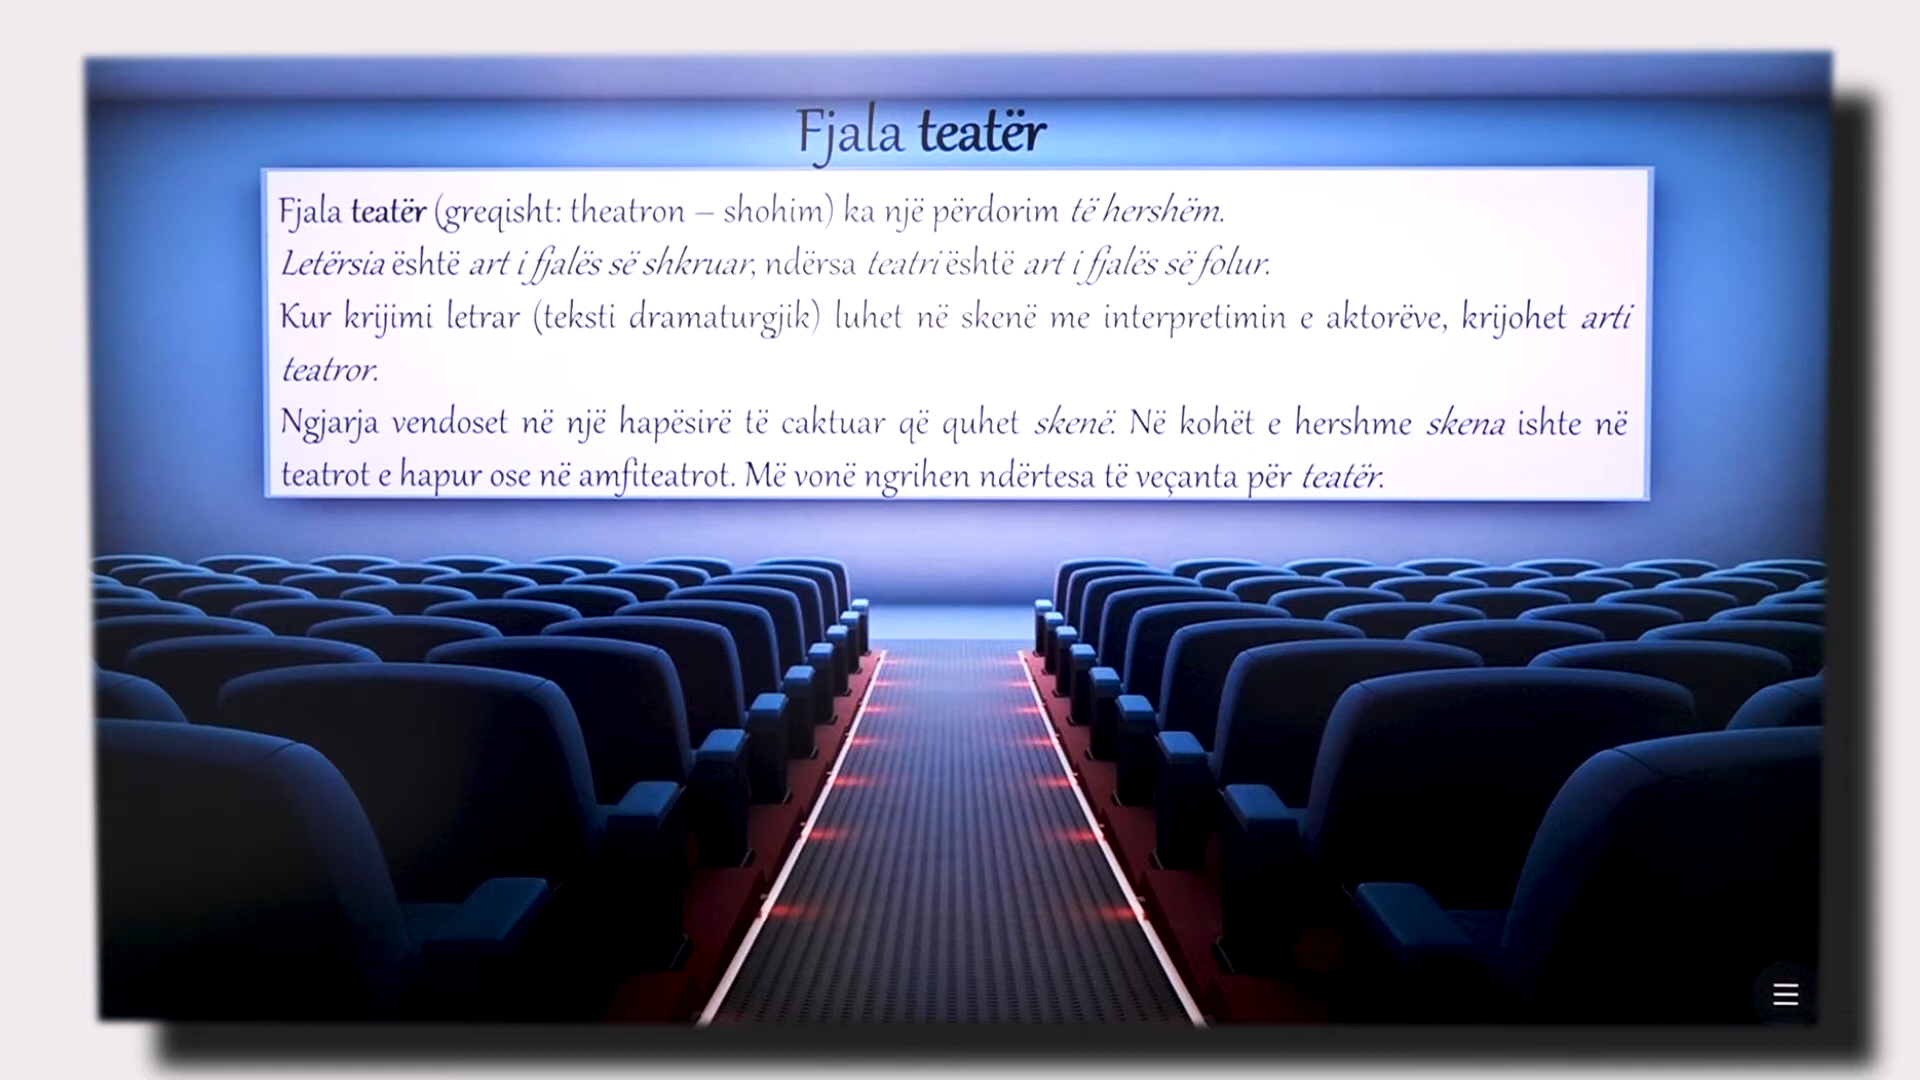 Fjala teatër
Fjala teatër (greqisht: theatron – shohim) ka një përdorim të hershëm.
Letërsia është art i fjalës së shkruar, ndërsa teatri është art i fjalës së folur.
Kur krijimi letrar (teksti dramaturgjik) luhet në skenë me interpretimin e aktorëve, krijohet arti
teatror.
Ngjarja vendoset në një hapësirë të caktuar që quhet skenë. Në kohët e hershme skena ishte në
teatrot e hapur ose në amfiteatrot. Më vonë ngrihen ndërtesa të veçanta për teatër.